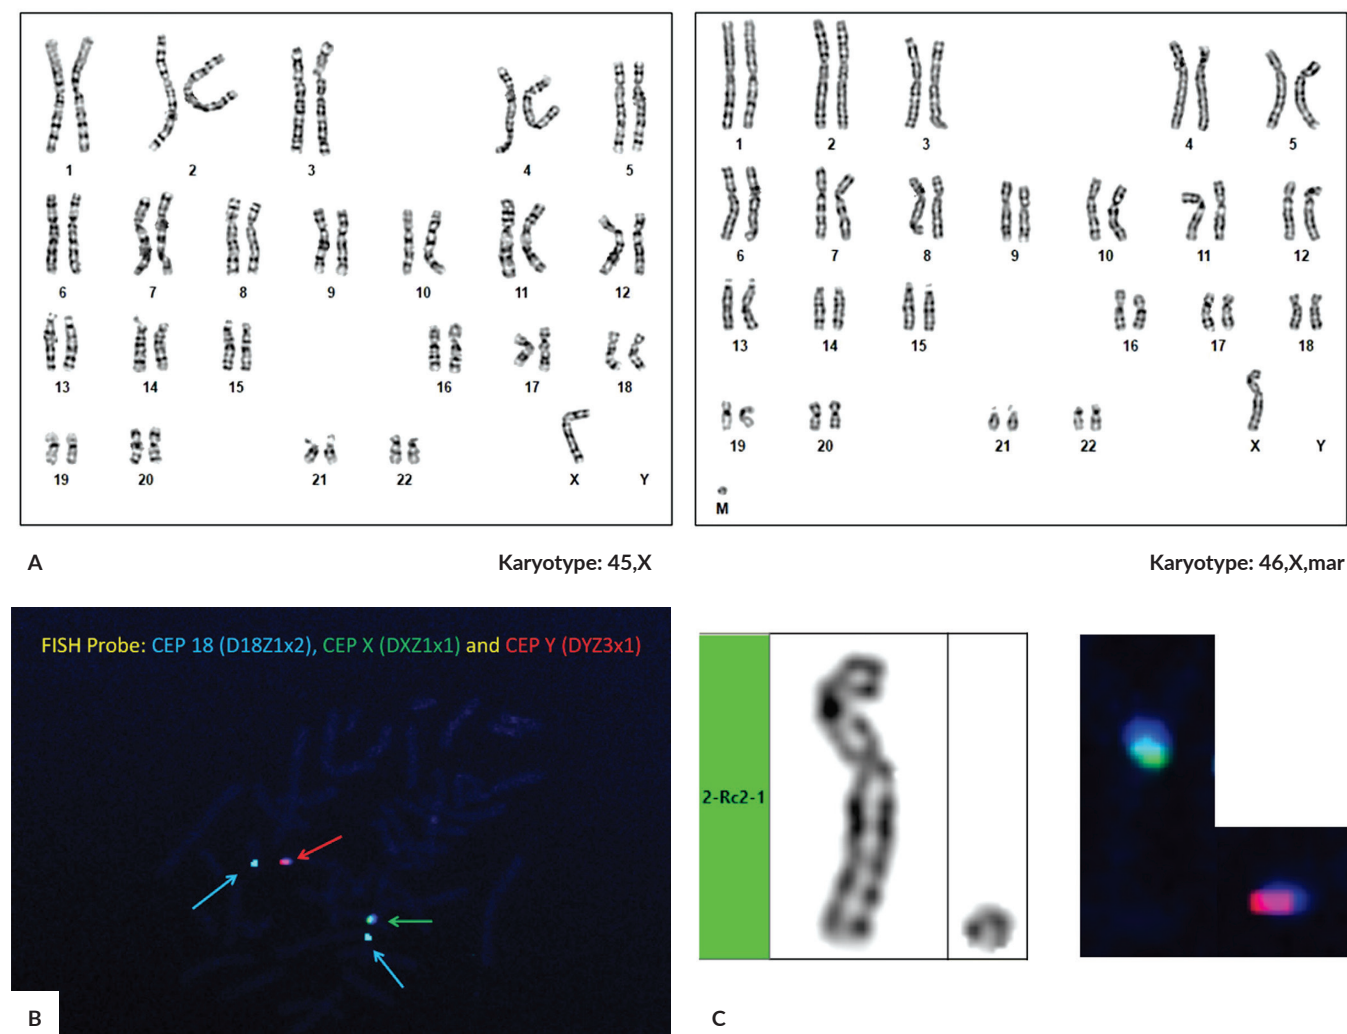 1 2 3 4 5
6 7 8 9 10 11 12
13 14 15 16 17 18
19 20 21 22 X Y
1 2 3 4 5
6 7 8 9 10 11 12
13 14 15 16 17 18
19 20 21 22 X Y
M
A
Karyotype: 45,X
Karyotype: 46,X,mar
FISH Probe: CEP 18 (D18Z1x2), CEP X (DXZ1x1) and CEP Y (DYZ3x1)
B
2-Rc2-1
C